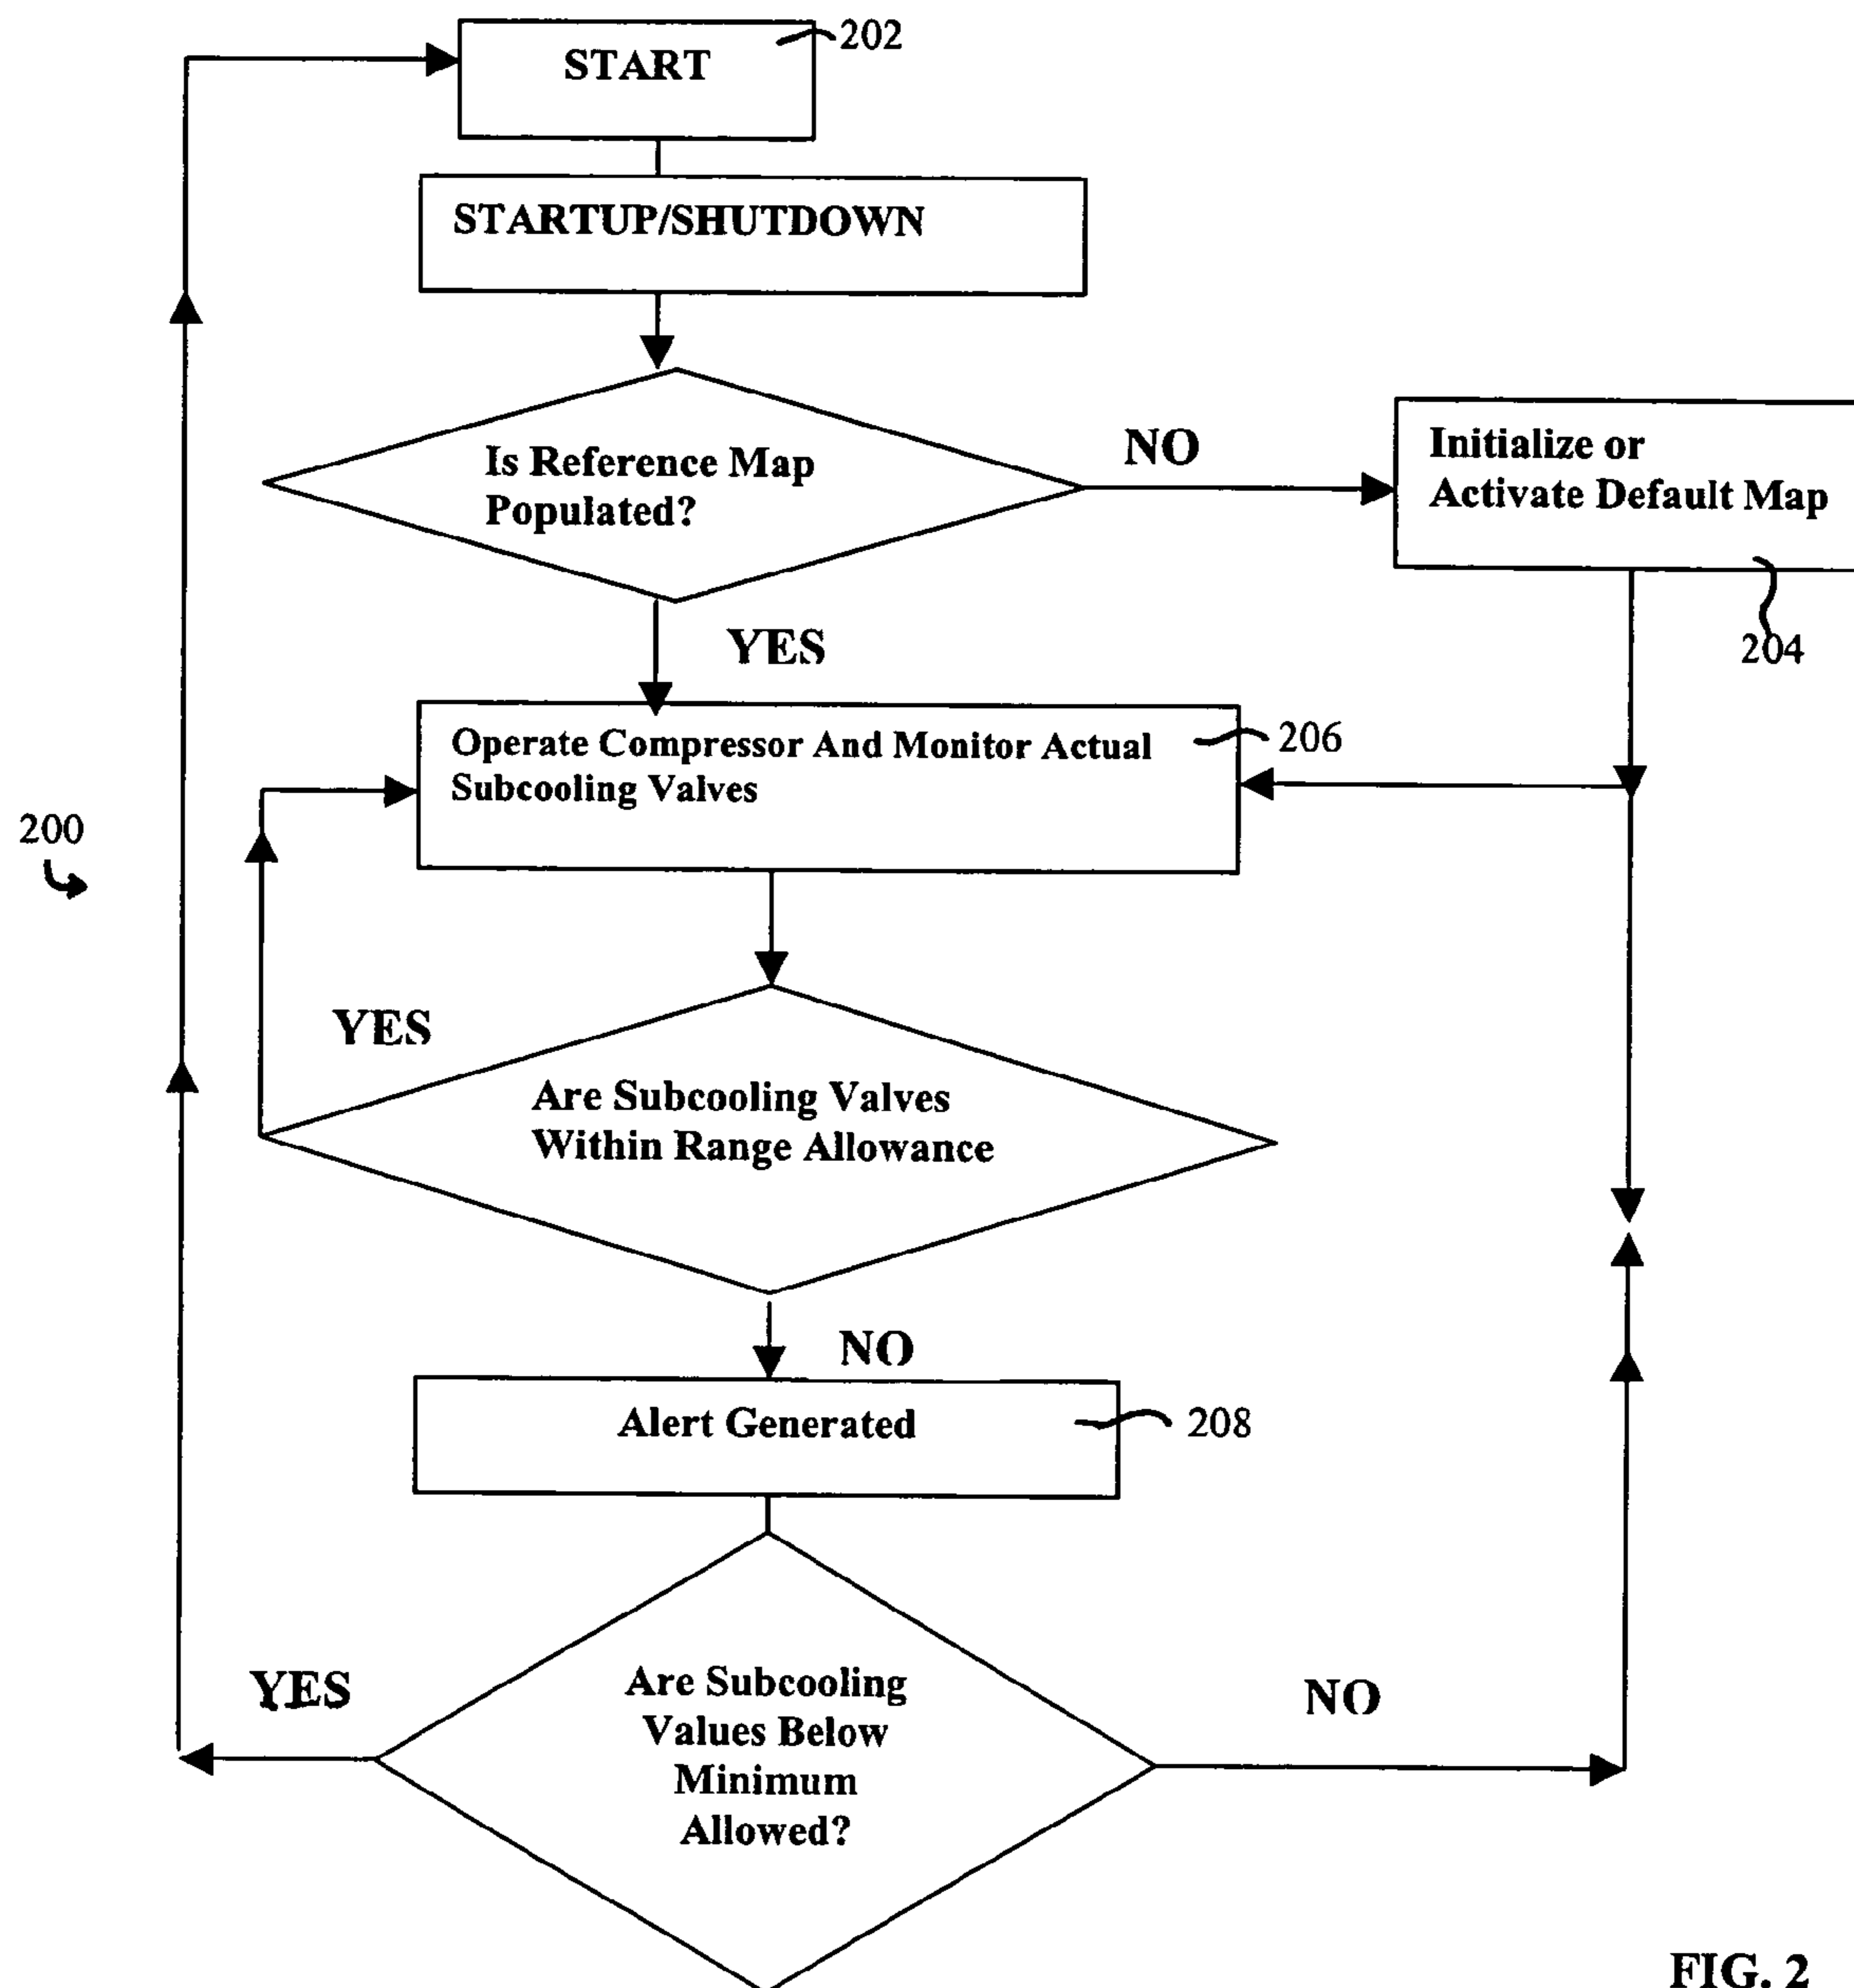 START
202
STARTUP/SHUTDOWN
Is Reference Map
Populated?
NO
Initialize or
Activate Default Map
204
YES
Operate Compressor And Monitor Actual
Subcooling Valves
206
200
YES
Are Subcooling Valves
Within Range Allowance
NO
Alert Generated
208
YES
Are Subcooling
Values Below
Minimum
Allowed?
NO
FIG. 2